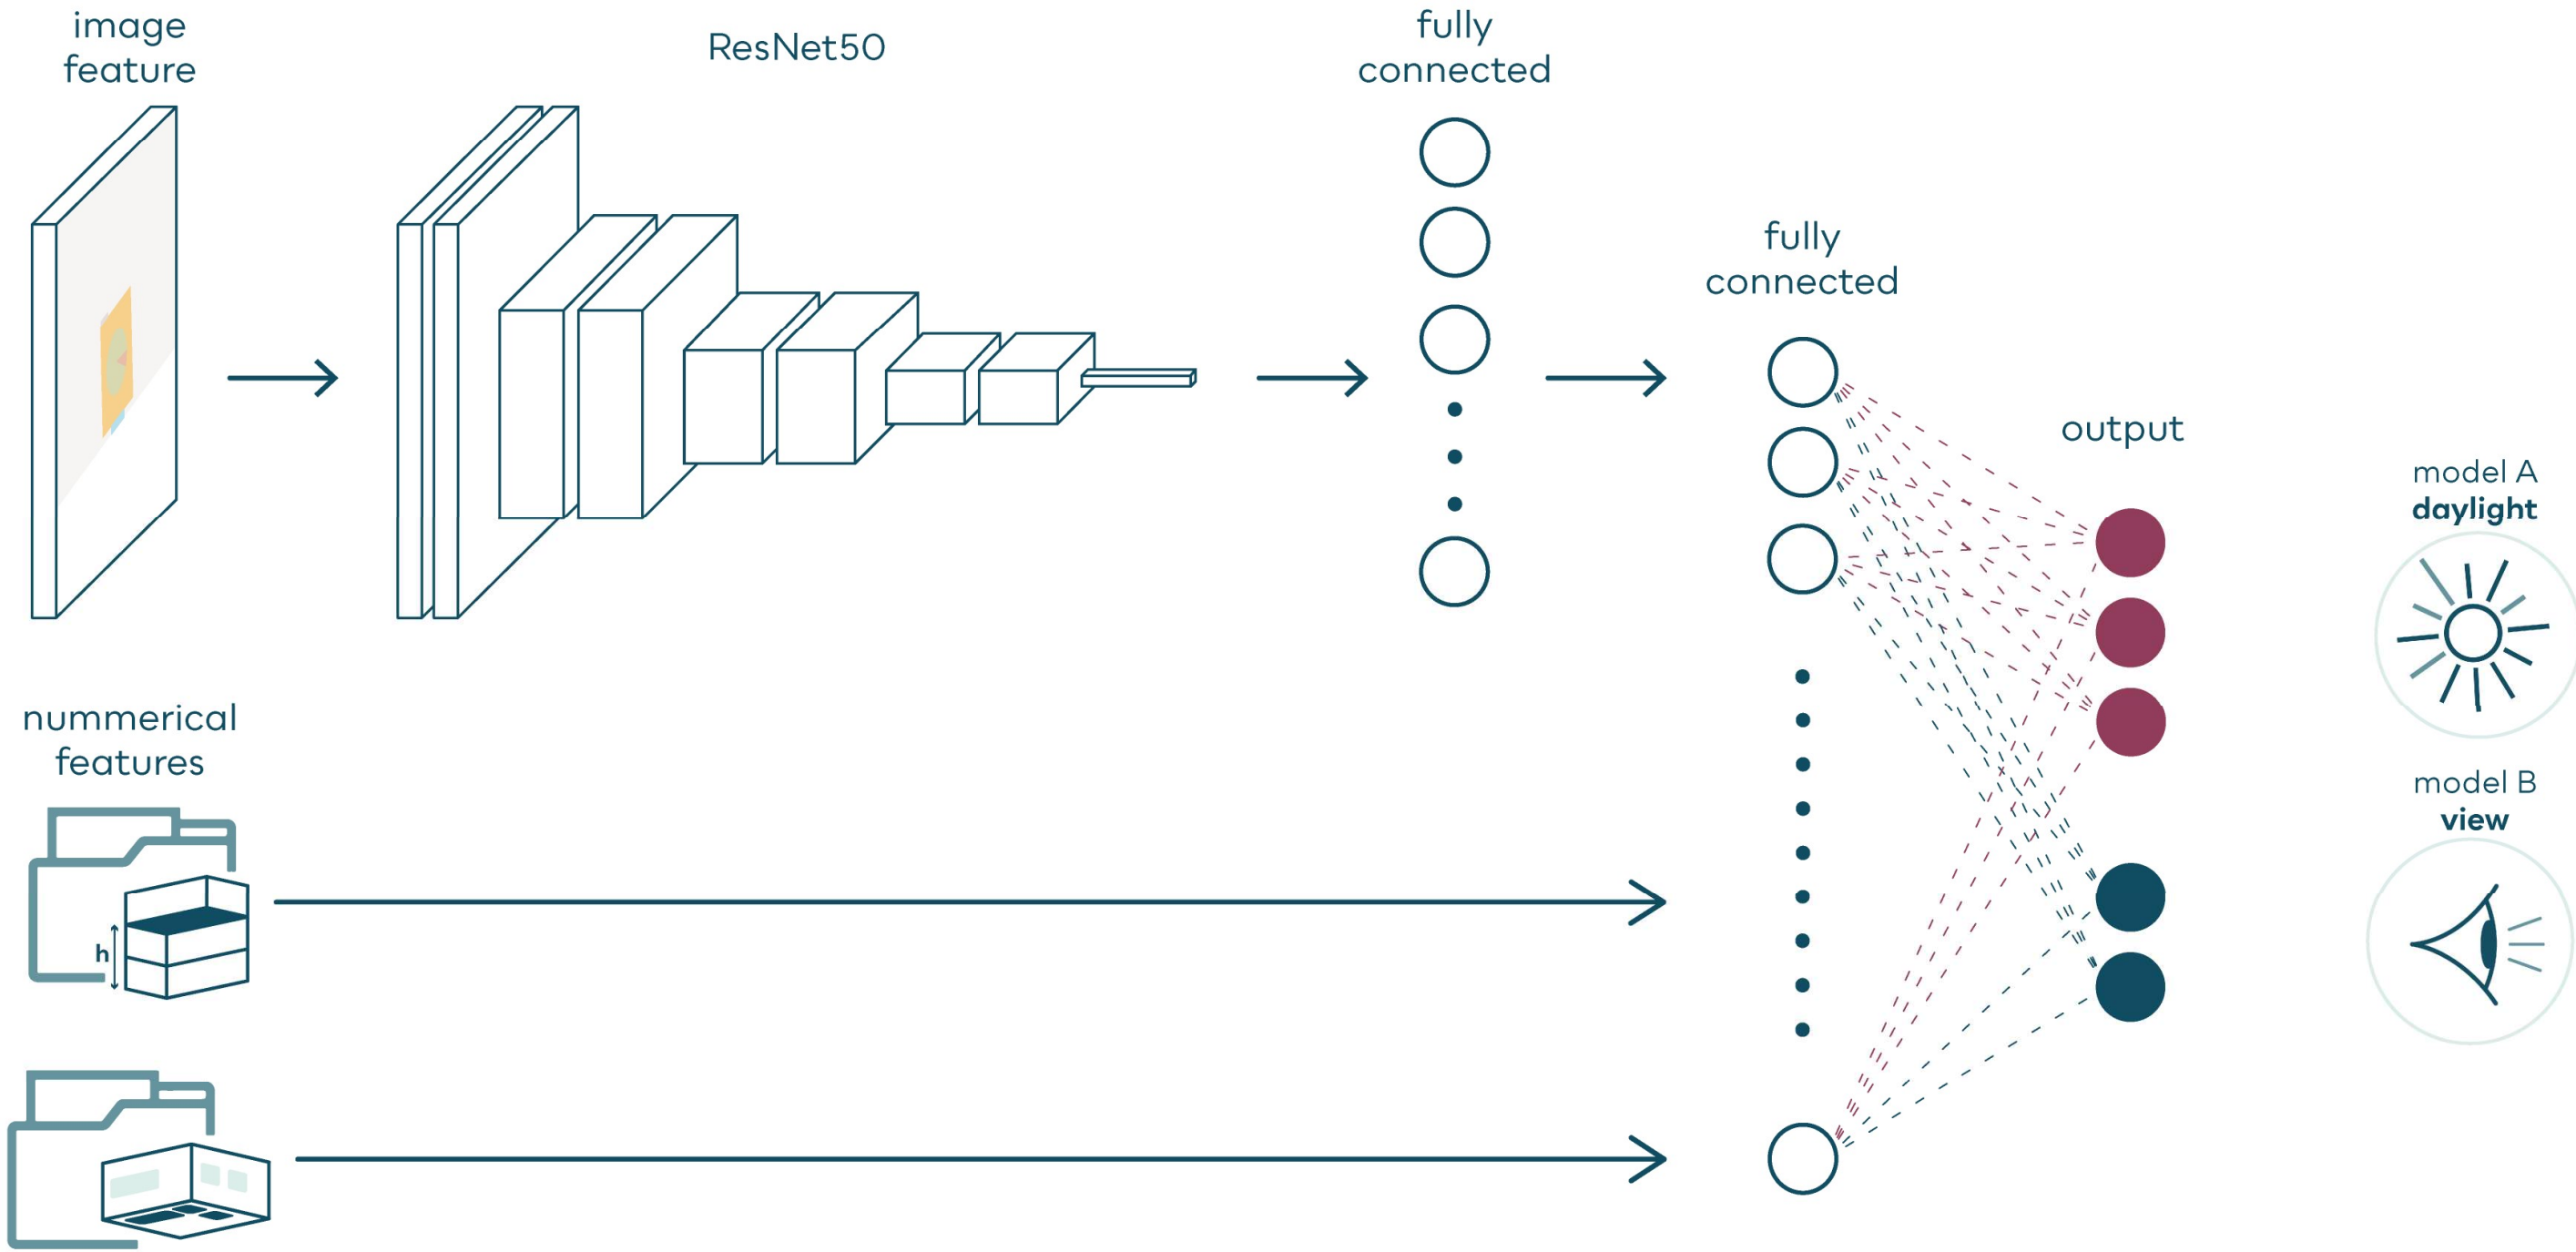 image
feature
ResNet50
fully
connected
fully
connected
output
model A
daylight
nummerical
features
model B
view
h